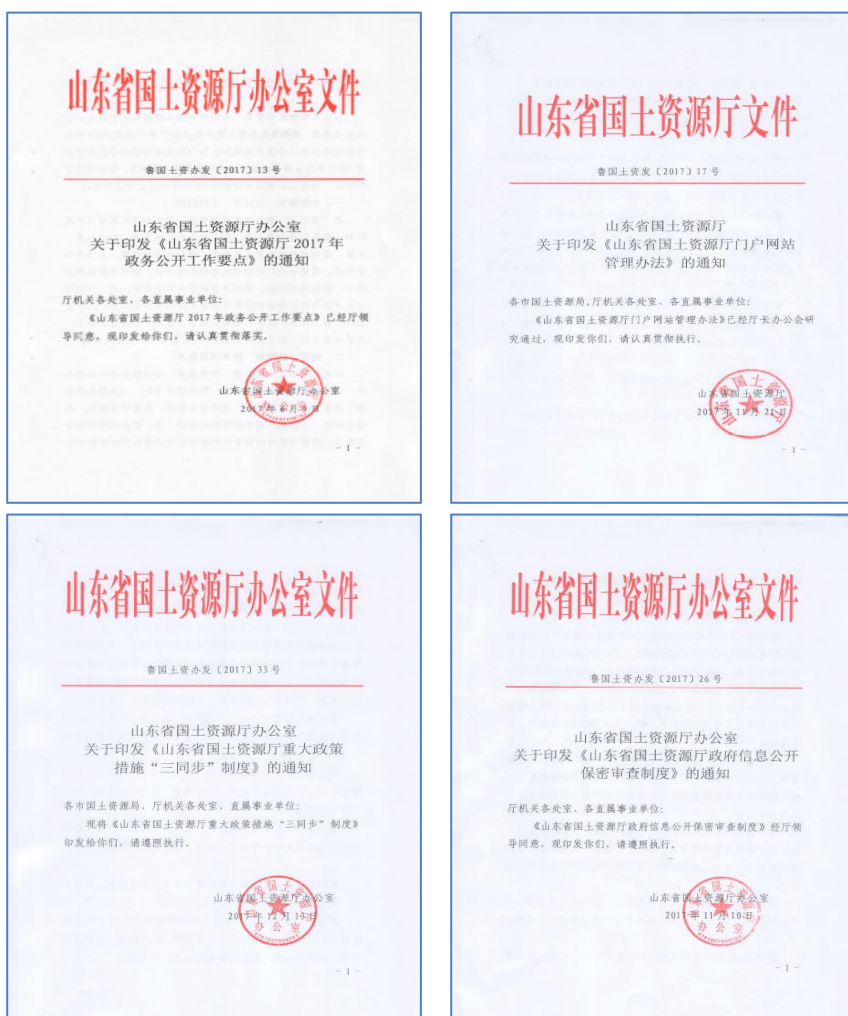 山东省国土资源厅办公室文件
鲁国土资办发〔2017〕13号
山东省国土资源厅办公室
关于印发《山东省国土资源厅2017年
政务公开工作要点》的通知
厅机关各处室、各直属事业单位：
《山东省国土资源厅2017年政务公开工作要点》已经厅领
导同意，现印发给你们，请认真贯彻落实。
山东省国土资源厅办公室
2017年6月9日
- 1 -
山东省国土资源厅文件
鲁国土资发〔2017〕17号
山东省国土资源厅
关于印发《山东省国土资源厅门户网站
管理办法》的通知
各市国土资源局，厅机关各处室、各直属事业单位：
《山东省国土资源厅门户网站管理办法》已经厅长办公会研
究通过，现印发你们，请认真贯彻执行。
山东省国土资源厅
2017年11月21日
- 1 -
山东省国土资源厅办公室文件
鲁国土资办发〔2017〕33号
山东省国土资源厅办公室
关于印发《山东省国土资源厅重大政策
措施“三同步”制度》的通知
各市国土资源局、厅机关各处室、直属事业单位：
现将《山东省国土资源厅重大政策措施“三同步”制度》
印发给你们，请遵照执行。
山东省国土资源厅办公室
2017年12月15日
- 1 -
山东省国土资源厅办公室文件
鲁国土资办发〔2017〕26号
山东省国土资源厅办公室
关于印发《山东省国土资源厅政府信息公开
保密审查制度》的通知
厅机关各处室、各直属事业单位：
《山东省国土资源厅政府信息公开保密审查制度》经厅领
导同意，现印发你们，请遵照执行。
山东省国土资源厅办公室
2017年11月10日
- 1 -